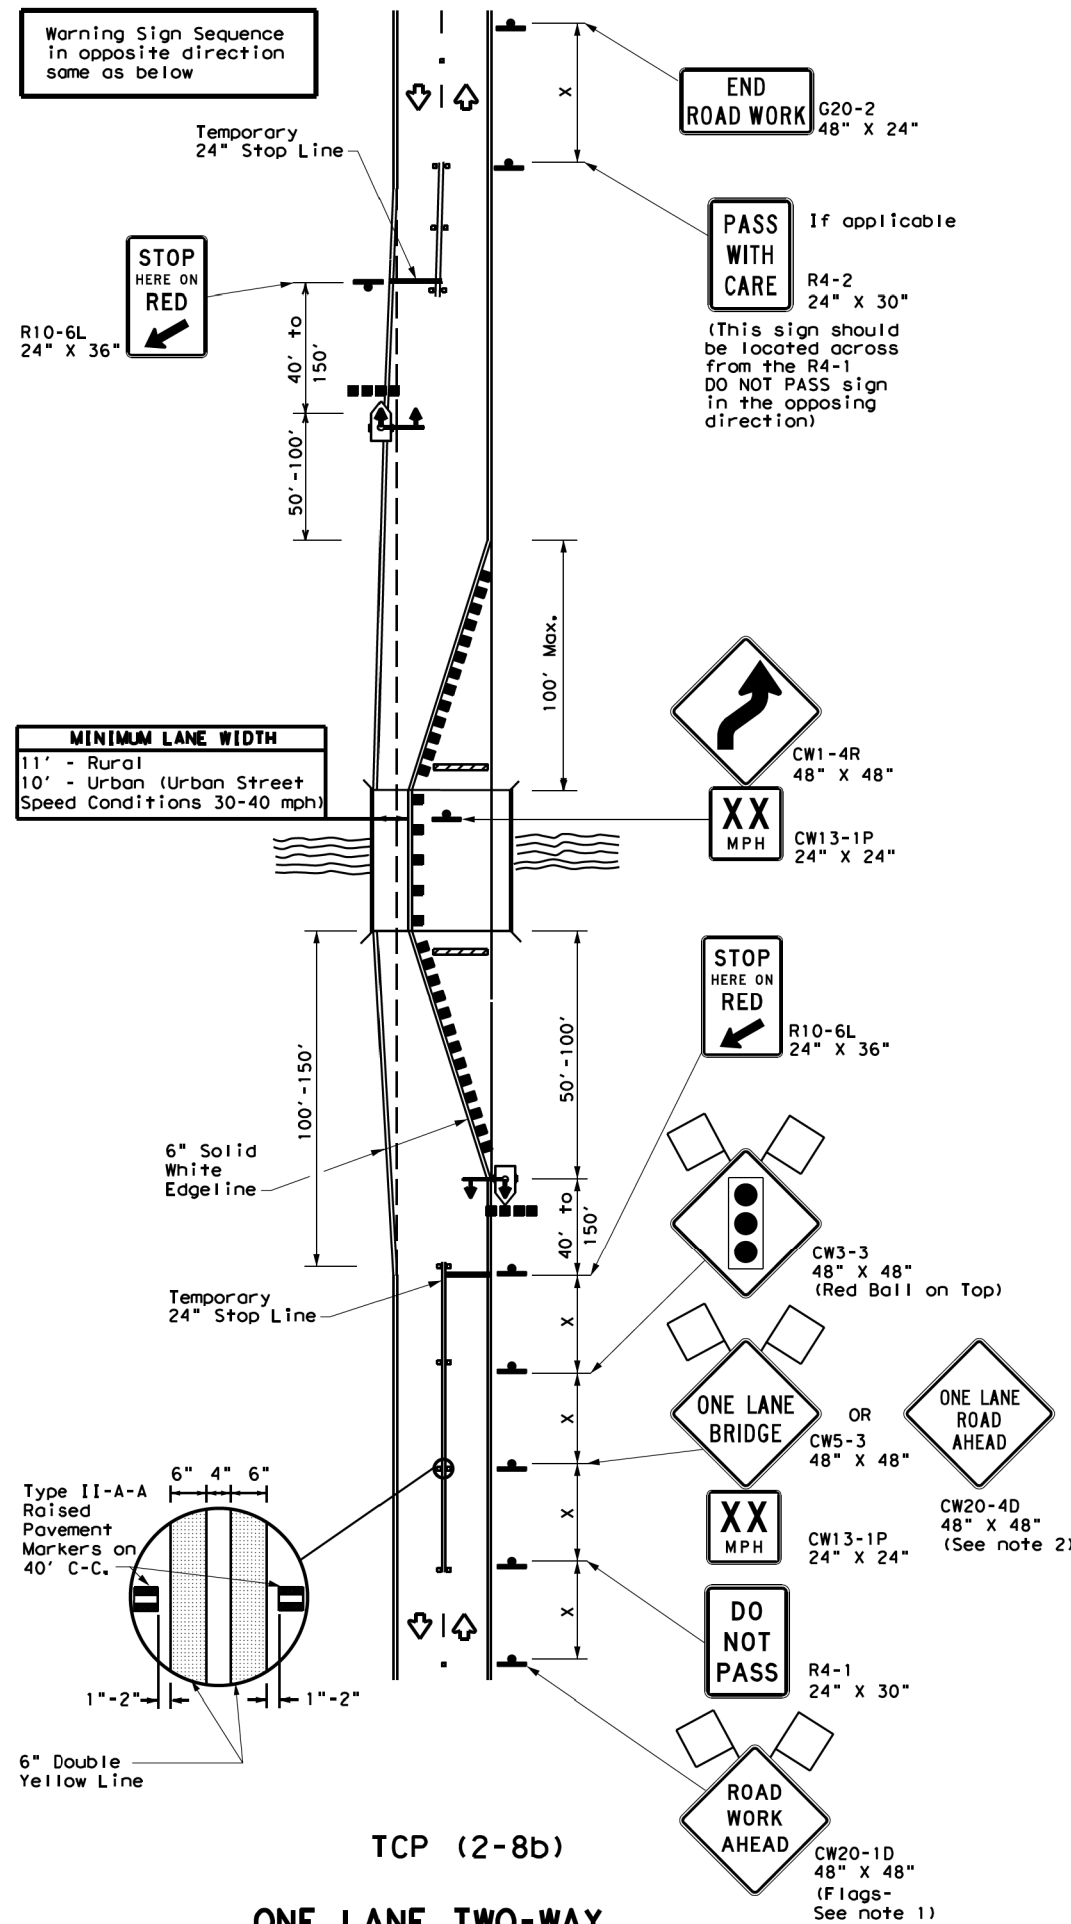 Warning Sign Sequence
in opposite direction
same as below
X
END
ROAD WORK
G20-2
48" X 24"
Temporary
24" Stop Line
PASS
WITH
CARE
If applicable
R4-2
24" X 30"
(This sign should
be located across
from the R4-1
DO NOT PASS sign
in the opposing
direction)
STOP
HERE ON
RED
R10-6L
24" X 36"
40' to
150'
50'-100'
100' Max.
MINIMUM LANE WIDTH
11' - Rural
10' - Urban (Urban Street
Speed Conditions 30-40 mph)
CW1-4R
48" X 48"
XX
MPH
CW13-1P
24" X 24"
100'-150'
50'-100'
STOP
HERE ON
RED
R10-6L
24" X 36"
6" Solid
White
Edgeline
40' to
150'
CW3-3
48" X 48"
(Red Ball on Top)
Temporary
24" Stop Line
X
X
ONE LANE
BRIDGE
OR
CW5-3
48" X 48"
ONE LANE
ROAD
AHEAD
CW20-4D
48" X 48"
(See note 2)
XX
MPH
CW13-1P
24" X 24"
6" 4" 6"
Type II-A-A
Raised
Pavement
Markers on
40' C-C.
X
X
DO
NOT
PASS
R4-1
24" X 30"
1"-2"
1"-2"
6" Double
Yellow Line
ROAD
WORK
AHEAD
CW20-1D
48" X 48"
(Flags-
See note 1)
TCP (2-8b)
ONE LANE TWO-WAY